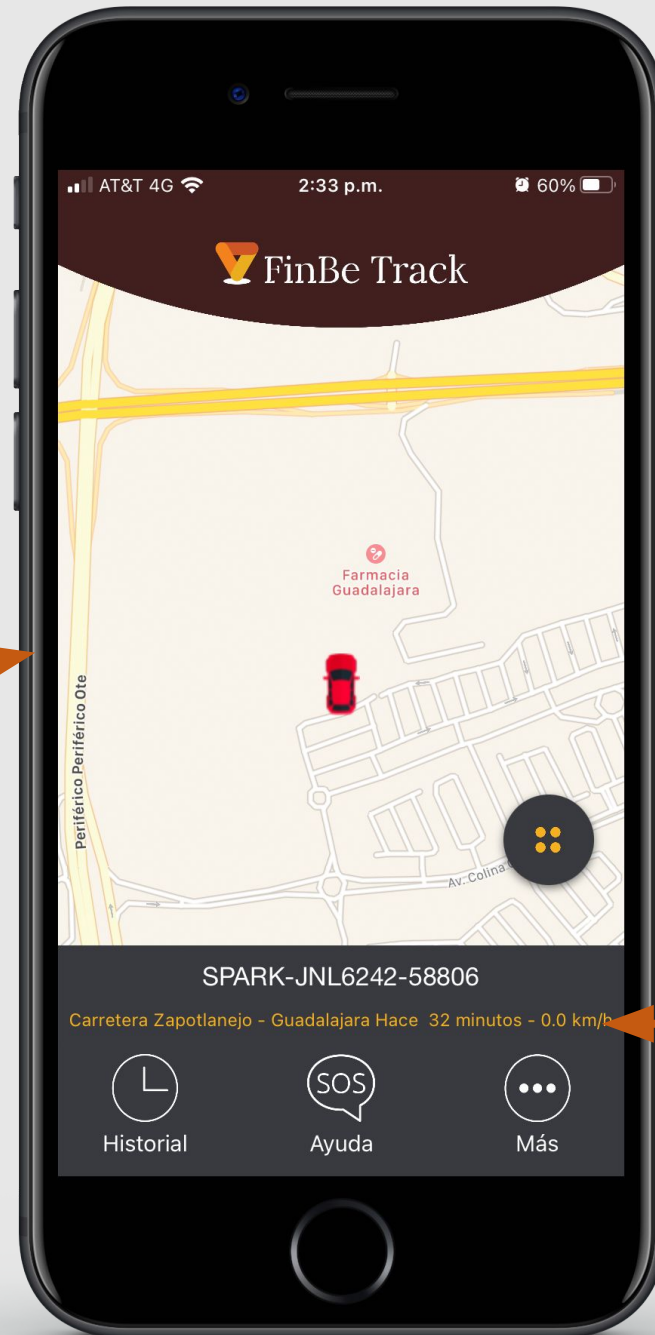 AT&T 4G 2:33 p.m. 60%
FinBe Track
Farmacia
Guadalajara
Periférico Periférico Ote
Av. Colina
SPARK-JNL6242-58806
Carretera Zapotlanejo - Guadalajara Hace 32 minutos - 0.0 km/h
SOS
Historial Ayuda Más